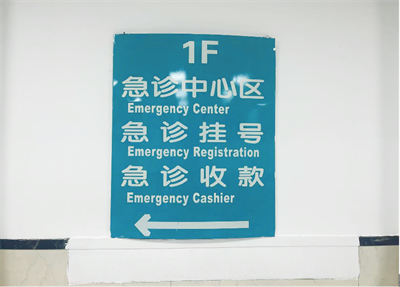 1F
急诊中心区
Emergency Center
急诊挂号
Emergency Registration
急诊收款
Emergency Cashier